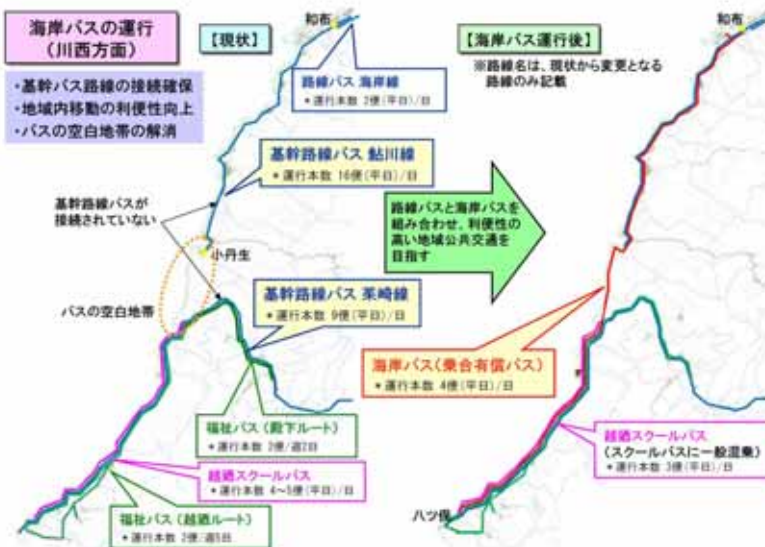 海岸バスの運行
（川西方面）
・基幹バス路線の接続確保
・地域内移動の利便性向上
・バスの空白地帯の解消
【現状】
和布
路線バス 海岸線
＊運行本数 2便(平日)/日
基幹路線バス 鮎川線
＊運行本数 16便(平日)/日
基幹路線バスが
接続されていない
小丹生
バスの空白地帯
基幹路線バス 茱崎線
＊運行本数 9便(平日)/日
福祉バス（殿下ルート）
＊運行本数 2便/週2日
越廼スクールバス
＊運行本数 4～5便(平日)/日
福祉バス（越廼ルート）
＊運行本数 2便/週5日
路線バスと海岸バスを
組み合わせ、利便性の
高い地域公共交通を
目指す
【海岸バス運行後】
※路線名は、現状から変更となる
路線のみ記載
和布
海岸バス（乗合有償バス）
＊運行本数 4便(平日)/日
越廼スクールバス
（スクールバスに一般混乗）
＊運行本数 3便(平日)/日
八ツ俣